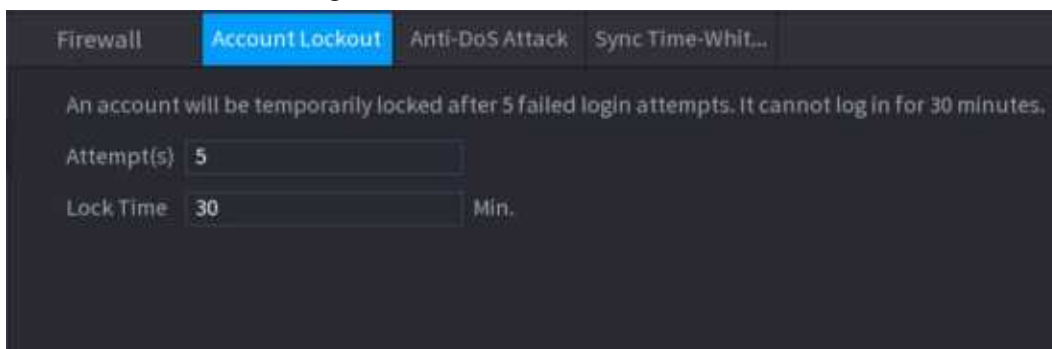 Firewall Account Lockout Anti-DoS Attack Sync Time-Whit...
An account will be temporarily locked after 5 failed login attempts. It cannot log in for 30 minutes.
Attempt(s) 5
Lock Time 30 Min.